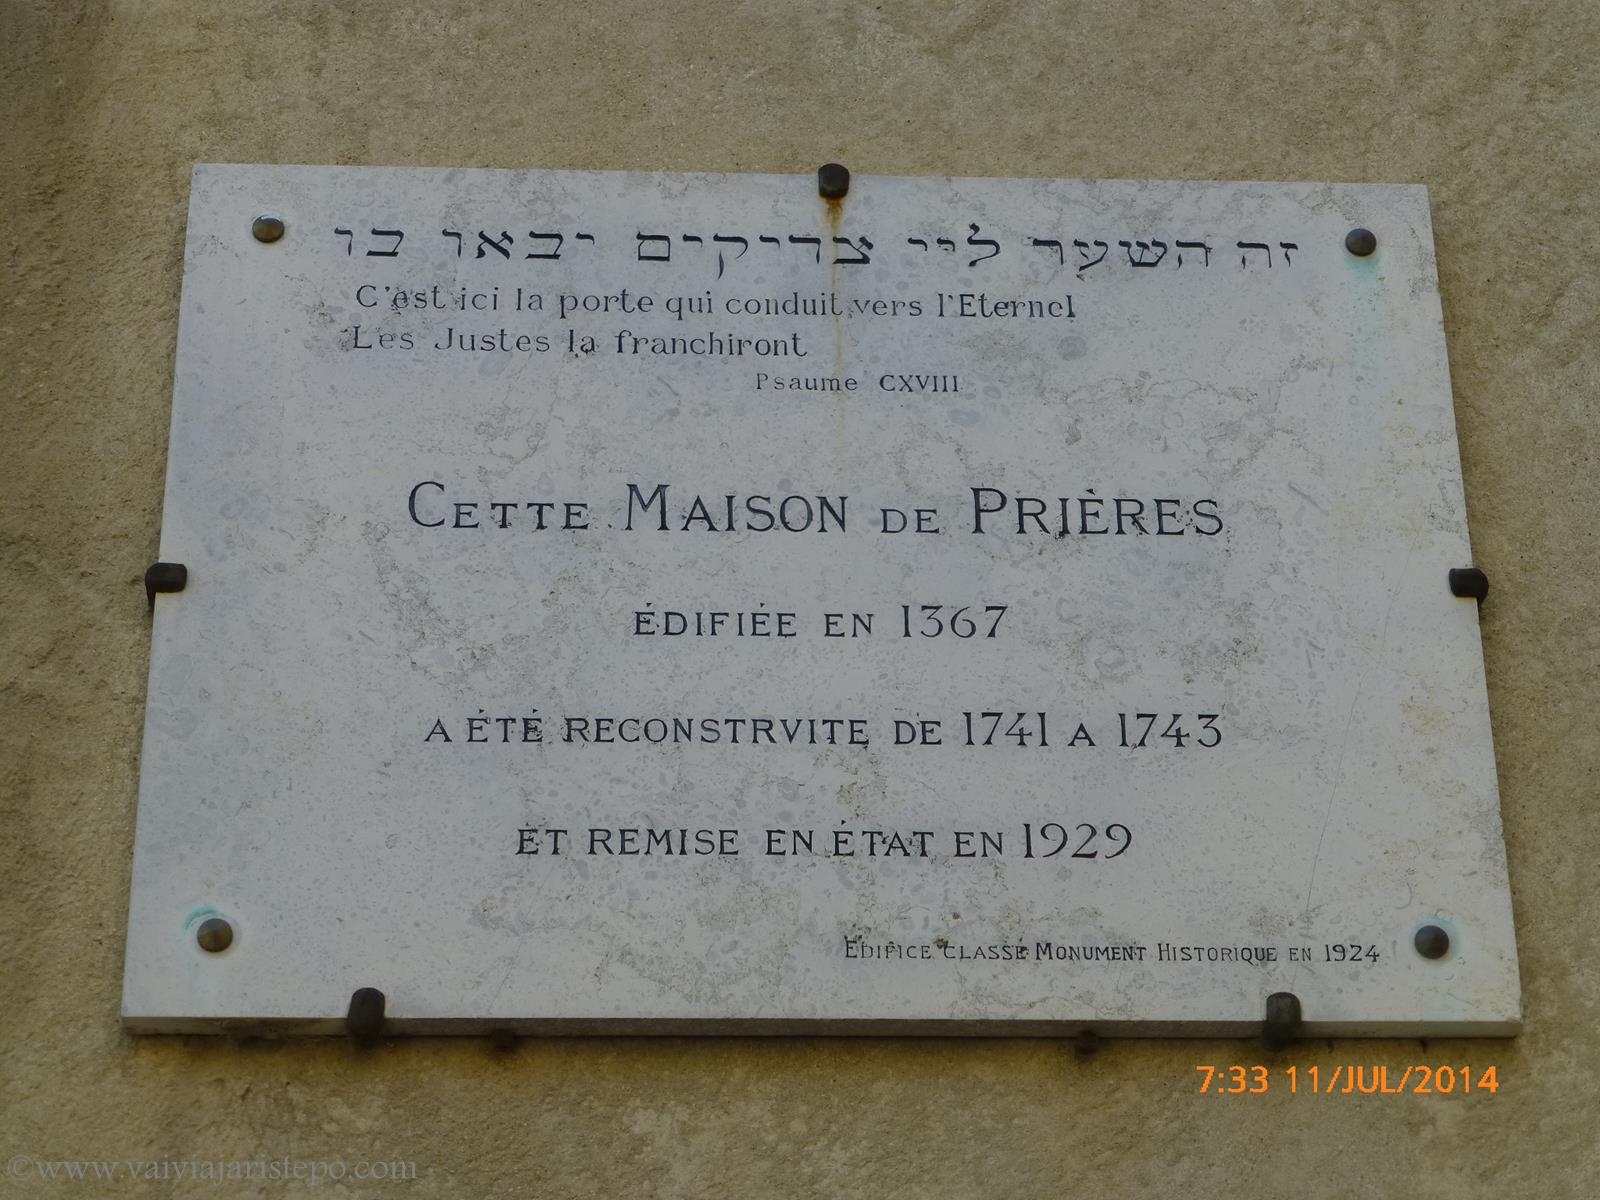 זה השער ליי צדיקים יבאו בו
C'est ici la porte qui conduit vers l'Eternel
Les Justes la franchiront
Psaume CXVIII
CETTE MAISON DE PRIÈRES
ÉDIFIÉE EN 1367
A ÉTÉ RECONSTRVITE DE 1741 A 1743
ET REMISE EN ÉTAT EN 1929
EDIFICE CLASSÉ MONUMENT HISTORIQUE EN 1924
7:33 11/JUL/2014
©www.vaiviajaristepo.com